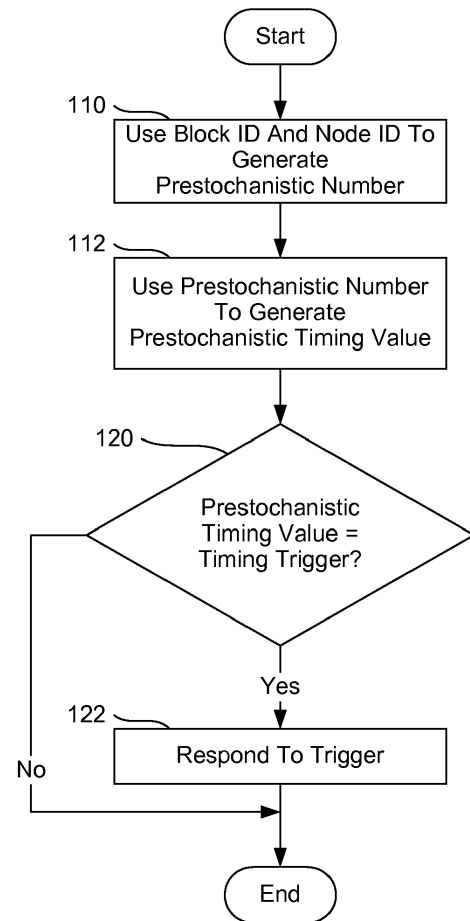 Start
110
Use Block ID And Node ID To
Generate
Prestochanistic Number
112
Use Prestochanistic Number
To Generate
Prestochanistic Timing Value
120
Prestochanistic
Timing Value =
Timing Trigger?
Yes
122
Respond To Trigger
No
End